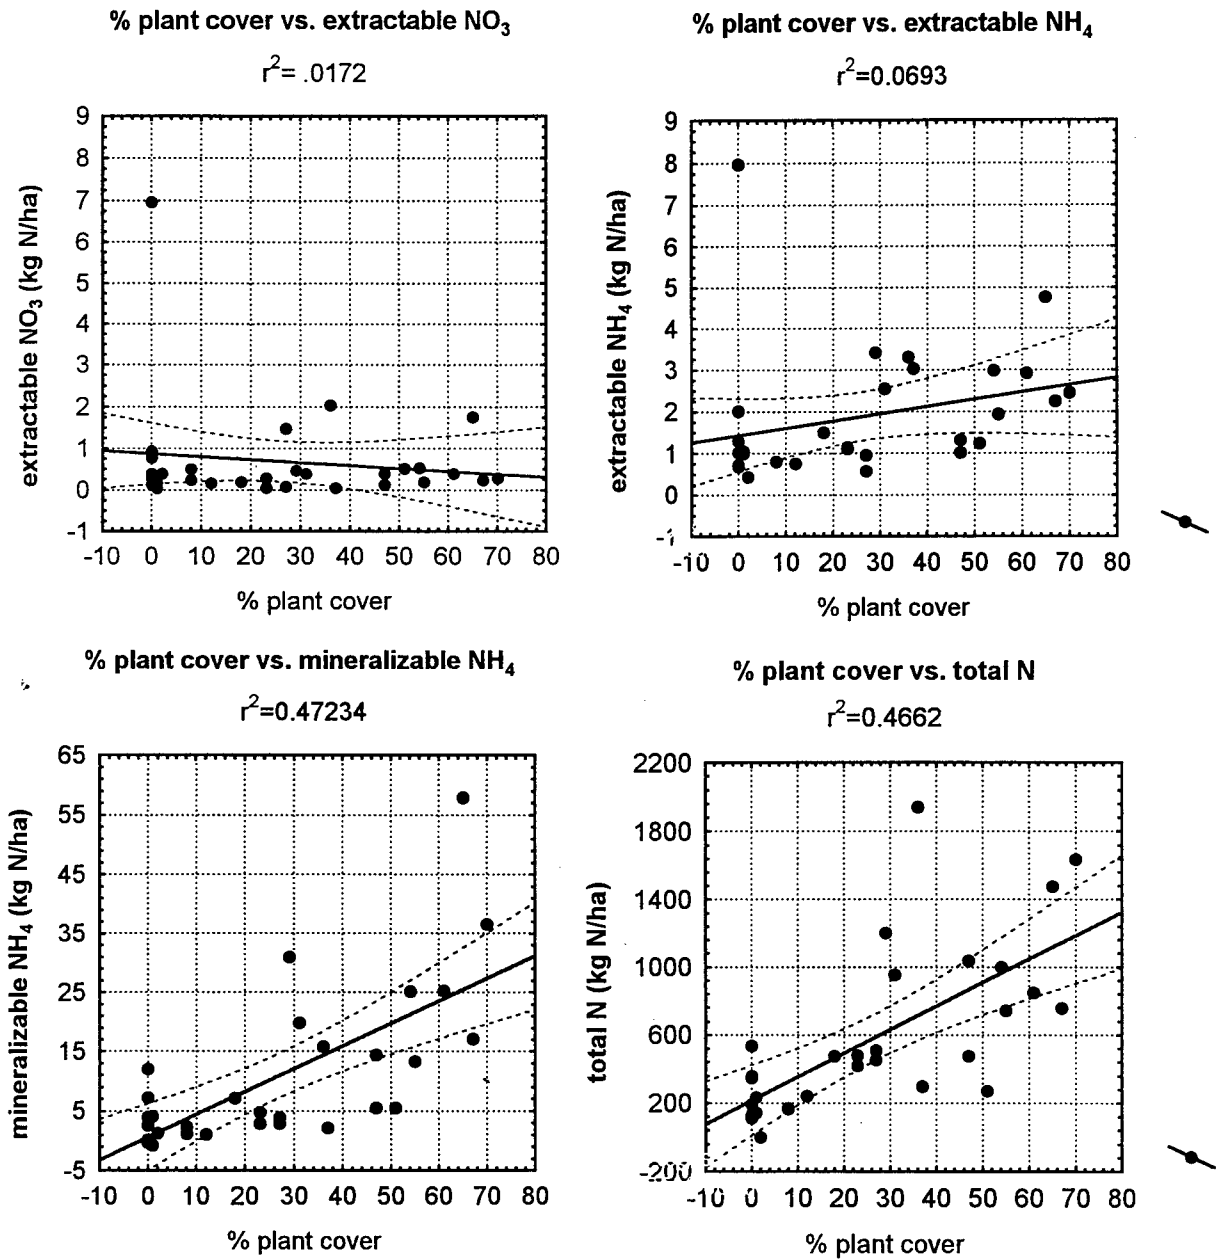 % plant cover vs. extractable NO3
r2= .0172
9
8
7
6
5
4
3
2
1
0
-1
extractable NO3 (kg N/ha)
-10 0 10 20 30 40 50 60 70 80
% plant cover
% plant cover vs. extractable NH4
r2=0.0693
9
8
7
6
5
4
3
2
1
0
-1
extractable NH4 (kg N/ha)
-10 0 10 20 30 40 50 60 70 80
% plant cover
% plant cover vs. mineralizable NH4
r2=0.47234
65
55
45
35
25
15
5
-5
mineralizable NH4 (kg N/ha)
-10 0 10 20 30 40 50 60 70 80
% plant cover
% plant cover vs. total N
r2=0.4662
2200
1800
1400
1000
600
200
-200
total N (kg N/ha)
-10 0 10 20 30 40 50 60 70 80
% plant cover